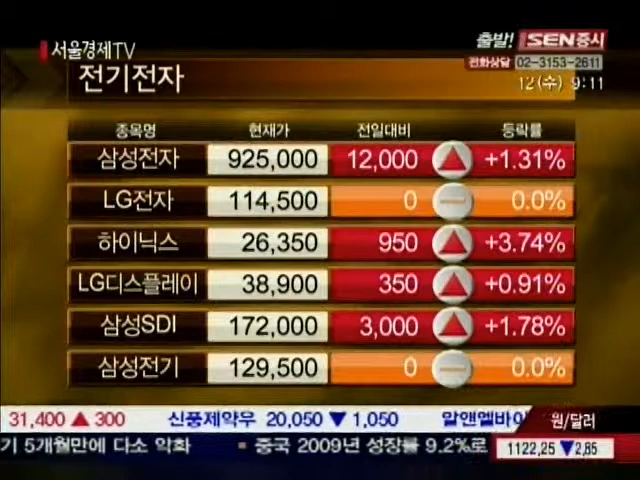 서울경제TV
출발! SEN증시
전화상담 02-3153-2611
전기전자
12(수) 9:11
종목명 현재가 전일대비 등락률
삼성전자 925,000 12,000 ▲ +1.31%
LG전자 114,500 0 − 0.0%
하이닉스 26,350 950 ▲ +3.74%
LG디스플레이 38,900 350 ▲ +0.91%
삼성SDI 172,000 3,000 ▲ +1.78%
삼성전기 129,500 0 − 0.0%
31,400 ▲ 300 신풍제약우 20,050 ▼ 1,050 알앤엘바이 원/달러
기 5개월만에 다소 악화 ▪ 중국 2009년 성장률 9.2%로 1122,25 ▼2,85